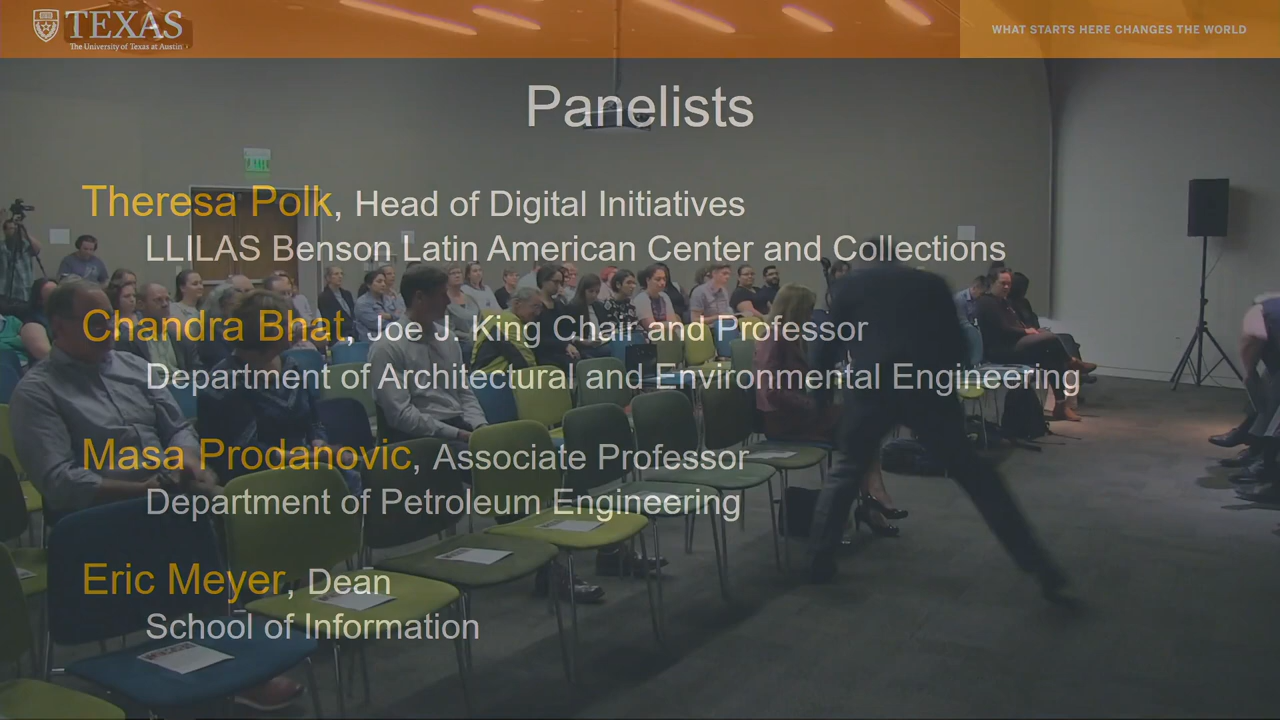 TEXAS
The University of Texas at Austin
WHAT STARTS HERE CHANGES THE WORLD
Panelists
Theresa Polk, Head of Digital Initiatives
LLILAS Benson Latin American Center and Collections
Chandra Bhat, Joe J. King Chair and Professor
Department of Architectural and Environmental Engineering
Masa Prodanovic, Associate Professor
Department of Petroleum Engineering
Eric Meyer, Dean
School of Information